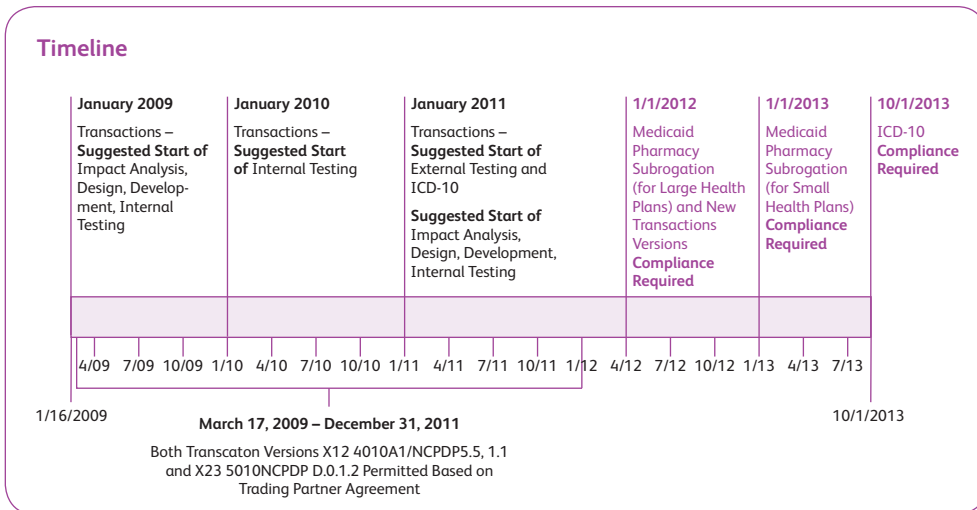 Timeline
January 2009
Transactions –
Suggested Start of
Impact Analysis,
Design, Develop-
ment, Internal
Testing
January 2010
Transactions –
Suggested Start
of Internal Testing
January 2011
Transactions –
Suggested Start of
External Testing and
ICD-10
Suggested Start of
Impact Analysis,
Design, Development,
Internal Testing
1/1/2012
Medicaid
Pharmacy
Subrogation
(for Large Health
Plans) and New
Transactions
Versions
Compliance
Required
1/1/2013
Medicaid
Pharmacy
Subrogation
(for Small
Health Plans)
Compliance
Required
10/1/2013
ICD-10
Compliance
Required
4/09 7/09 10/09 1/10 4/10 7/10 10/10 1/11 4/11 7/11 10/11 1/12 4/12 7/12 10/12 1/13 4/13 7/13
1/16/2009
10/1/2013
March 17, 2009 – December 31, 2011
Both Transcaton Versions X12 4010A1/NCPDP5.5, 1.1
and X23 5010NCPDP D.0.1.2 Permitted Based on
Trading Partner Agreement